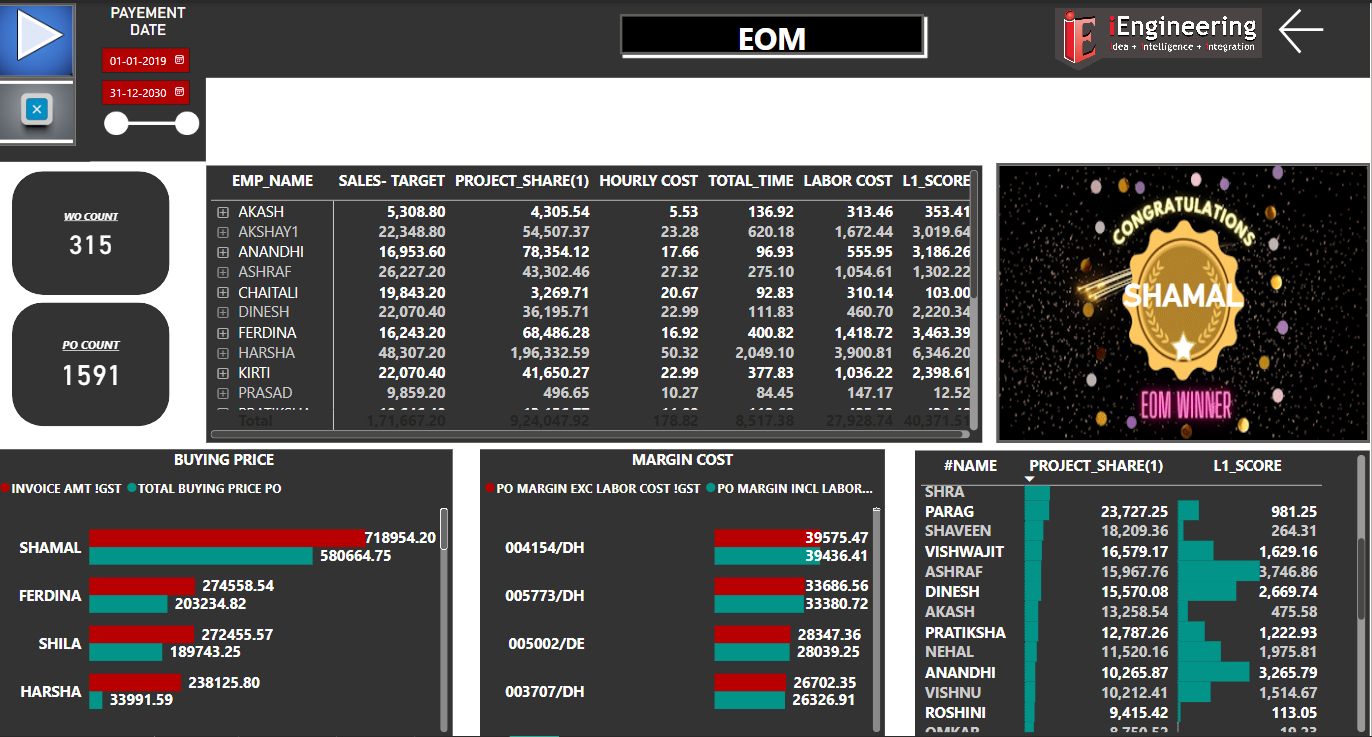 PAYEMENT
DATE
01-01-2019
31-12-2030
EOM
iE iEngineering
idea + intelligence + integration
WO COUNT
315
PO COUNT
1591
EMP_NAME SALES- TARGET PROJECT_SHARE(1) HOURLY COST TOTAL_TIME LABOR COST L1_SCORE
AKASH 5,308.80 4,305.54 5.53 136.92 313.46 353.41
AKSHAY1 22,348.80 54,507.37 23.28 620.18 1,672.44 3,019.64
ANANDHI 16,953.60 78,354.12 17.66 96.93 555.95 3,186.26
ASHRAF 26,227.20 43,302.46 27.32 275.10 1,054.61 1,302.22
CHAITALI 19,843.20 3,269.71 20.67 92.83 310.14 103.00
DINESH 22,070.40 36,195.71 22.99 111.83 460.70 2,220.34
FERDINA 16,243.20 68,486.28 16.92 400.82 1,418.72 3,463.39
HARSHA 48,307.20 1,96,332.59 50.32 2,049.10 3,900.81 6,346.20
KIRTI 22,070.40 41,650.27 22.99 377.83 1,036.22 2,398.61
PRASAD 9,859.20 496.65 10.27 84.45 147.17 12.52
Total 1,71,667.20 9,24,047.92 178.82 8,517.38 27,928.74 40,371.51
CONGRATULATIONS
SHAMAL
EOM WINNER
BUYING PRICE
INVOICE AMT !GST TOTAL BUYING PRICE PO
SHAMAL 718954.20
580664.75
FERDINA 274558.54
203234.82
SHILA 272455.57
189743.25
HARSHA 238125.80
33991.59
MARGIN COST
PO MARGIN EXC LABOR COST !GST PO MARGIN INCL LABOR...
004154/DH 39575.47
39436.41
005773/DH 33686.56
33380.72
005002/DE 28347.36
28039.25
003707/DH 26702.35
26326.91
#NAME PROJECT_SHARE(1) L1_SCORE
SHRA
PARAG 23,727.25 981.25
SHAVEEN 18,209.36 264.31
VISHWAJIT 16,579.17 1,629.16
ASHRAF 15,967.76 3,746.86
DINESH 15,570.08 2,669.74
AKASH 13,258.54 475.58
PRATIKSHA 12,787.26 1,222.93
NEHAL 11,520.16 1,975.81
ANANDHI 10,265.87 3,265.79
VISHNU 10,212.41 1,514.67
ROSHINI 9,415.42 113.05